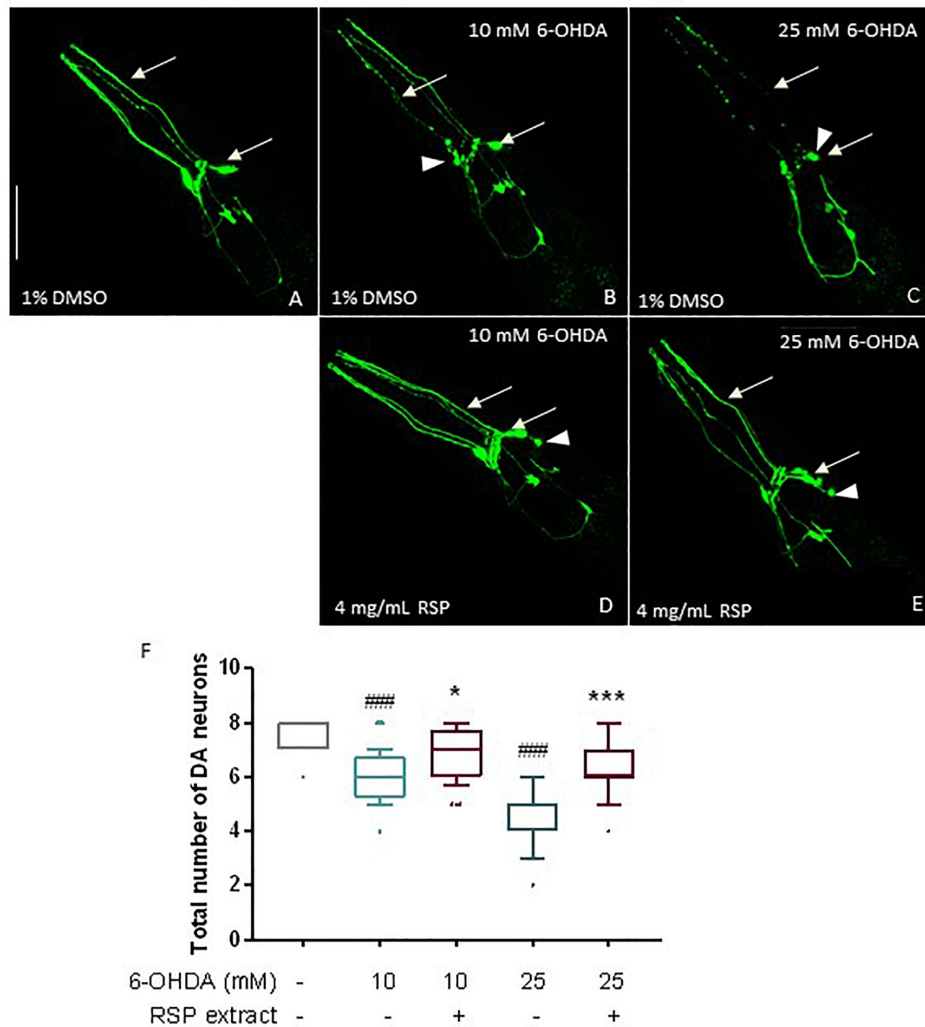 10 mM 6-OHDA
25 mM 6-OHDA
1% DMSO
A
1% DMSO
B
1% DMSO
C
10 mM 6-OHDA
25 mM 6-OHDA
4 mg/mL RSP
D
4 mg/mL RSP
E
F
Total number of DA neurons
10
8
6
4
2
0
###
*
###
***
6-OHDA (mM) - 10 10 25 25
RSP extract - - + - +